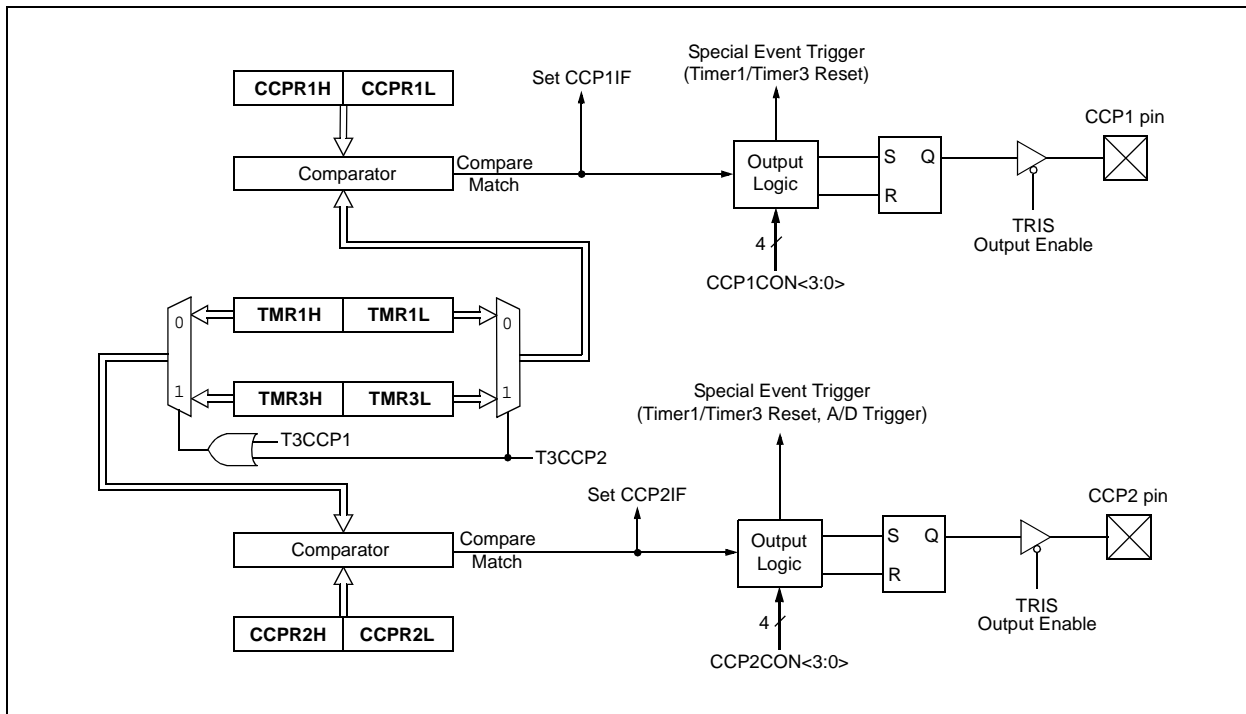 CCPR1H CCPR1L
Set CCP1IF
Special Event Trigger
(Timer1/Timer3 Reset)
CCP1 pin
Comparator
Compare
Match
Output
Logic
S Q
R
TRIS
Output Enable
4
CCP1CON<3:0>
0 TMR1H TMR1L 0
1 TMR3H TMR3L 1
T3CCP1
T3CCP2
Special Event Trigger
(Timer1/Timer3 Reset, A/D Trigger)
Set CCP2IF
CCP2 pin
Comparator
Compare
Match
Output
Logic
S Q
R
TRIS
Output Enable
4
CCPR2H CCPR2L
CCP2CON<3:0>